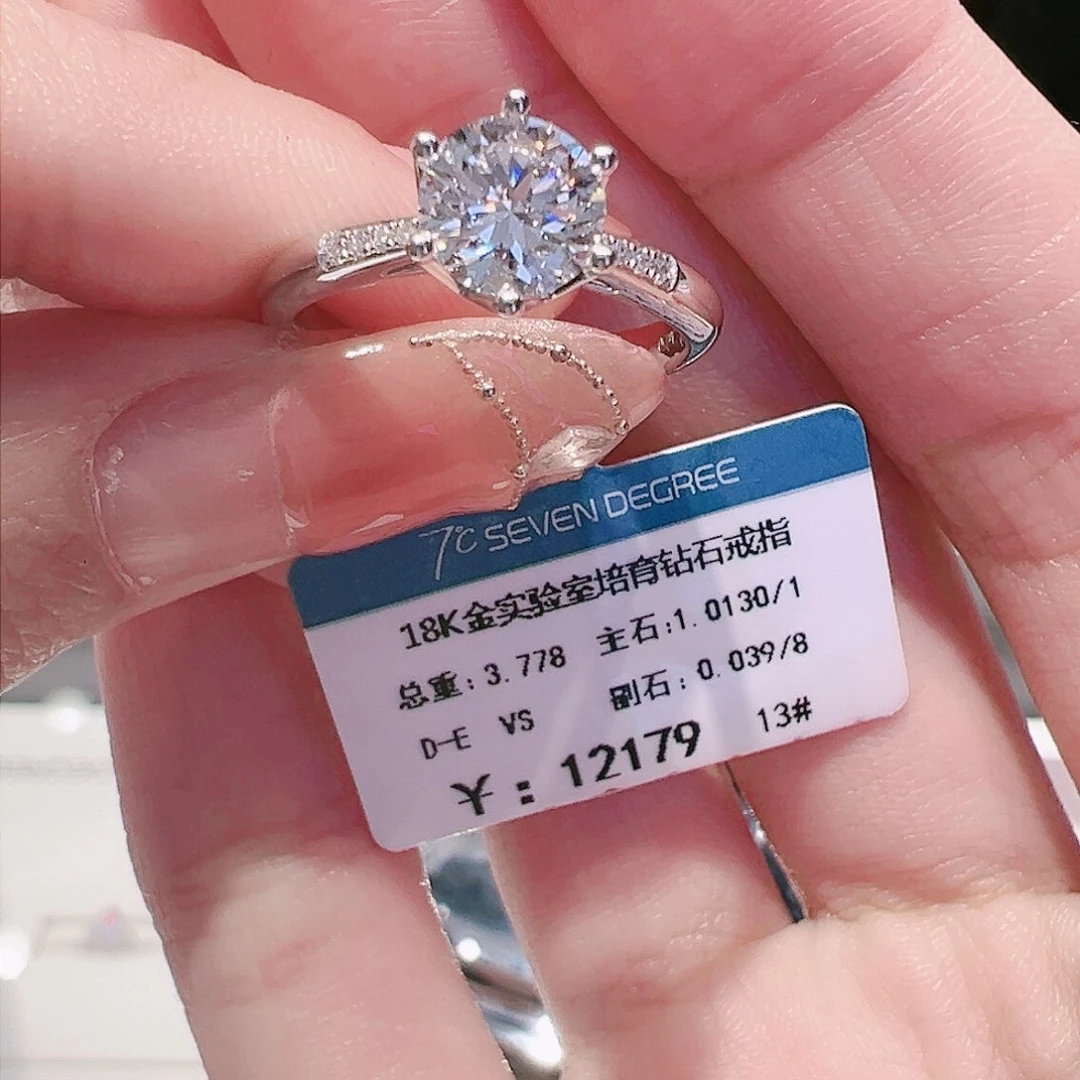 7℃ SEVEN DEGREE
18K金实验室培育钻石戒指
总重:3.778 主石:1.0130/1
D-E VS 副石:0.039/8
¥:12179 13#